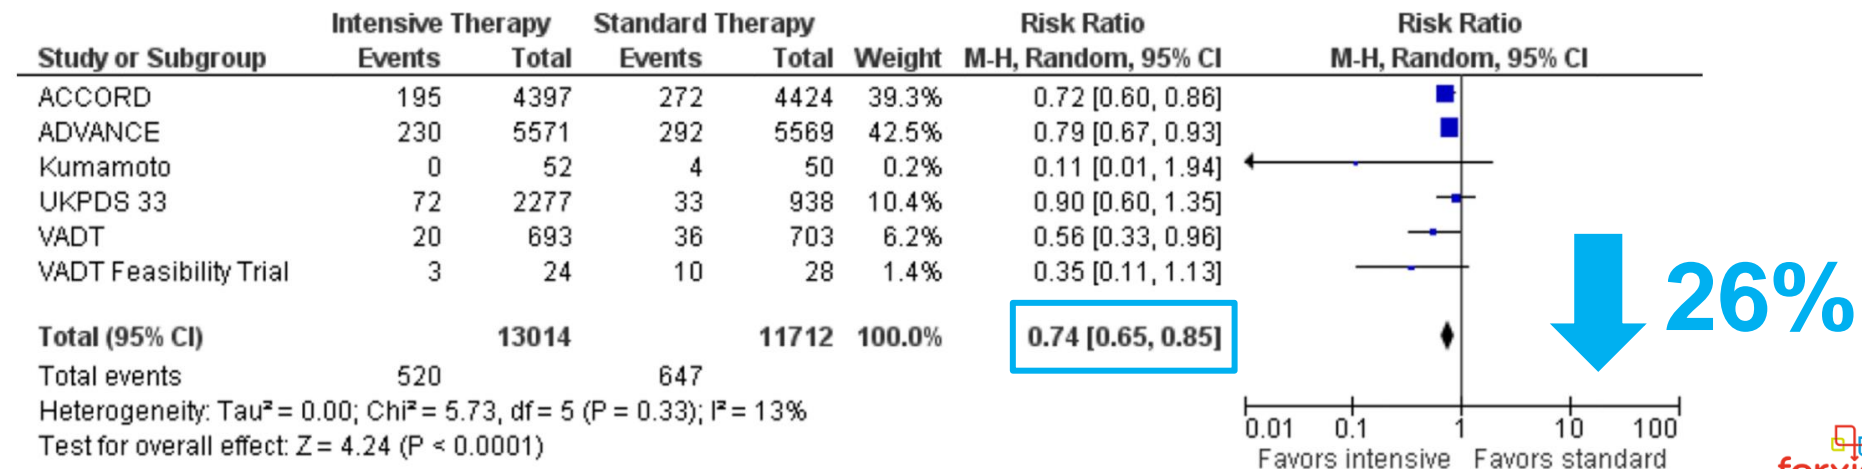 Intensive Therapy Standard Therapy Risk Ratio Risk Ratio
Study or Subgroup Events Total Events Total Weight M-H, Random, 95% CI M-H, Random, 95% CI
ACCORD 195 4397 272 4424 39.3% 0.72 [0.60, 0.86]
ADVANCE 230 5571 292 5569 42.5% 0.79 [0.67, 0.93]
Kumamoto 0 52 4 50 0.2% 0.11 [0.01, 1.94]
UKPDS 33 72 2277 33 938 10.4% 0.90 [0.60, 1.35]
VADT 20 693 36 703 6.2% 0.56 [0.33, 0.96]
VADT Feasibility Trial 3 24 10 28 1.4% 0.35 [0.11, 1.13]
26%
Total (95% CI) 13014 11712 100.0% 0.74 [0.65, 0.85]
Total events 520 647
Heterogeneity: Tau² = 0.00; Chi² = 5.73, df = 5 (P = 0.33); I² = 13%
Test for overall effect: Z = 4.24 (P < 0.0001)
0.01 0.1 1 10 100
Favors intensive Favors standard